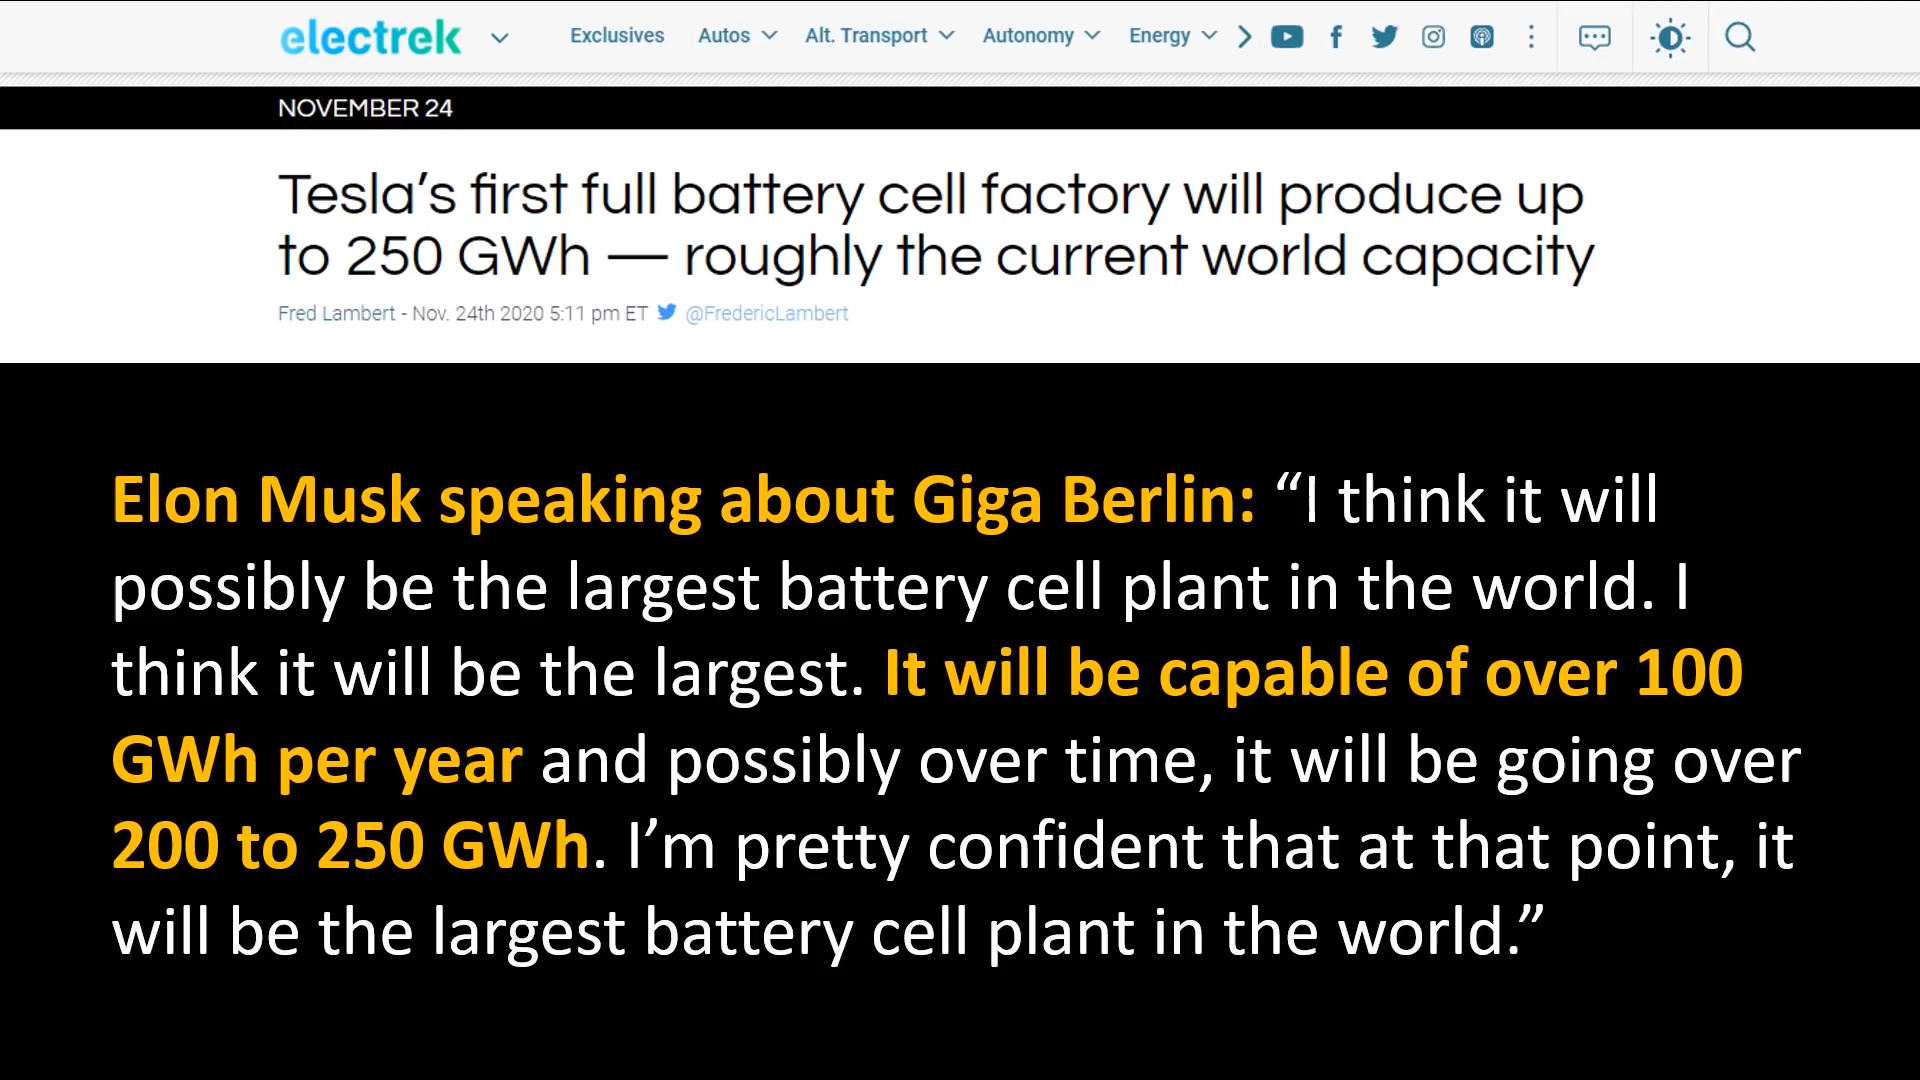 electrek Exclusives Autos Alt. Transport Autonomy Energy
NOVEMBER 24
Tesla’s first full battery cell factory will produce up
to 250 GWh — roughly the current world capacity
Fred Lambert - Nov. 24th 2020 5:11 pm ET @FredericLambert
Elon Musk speaking about Giga Berlin: “I think it will
possibly be the largest battery cell plant in the world. I
think it will be the largest. It will be capable of over 100
GWh per year and possibly over time, it will be going over
200 to 250 GWh. I’m pretty confident that at that point, it
will be the largest battery cell plant in the world.”